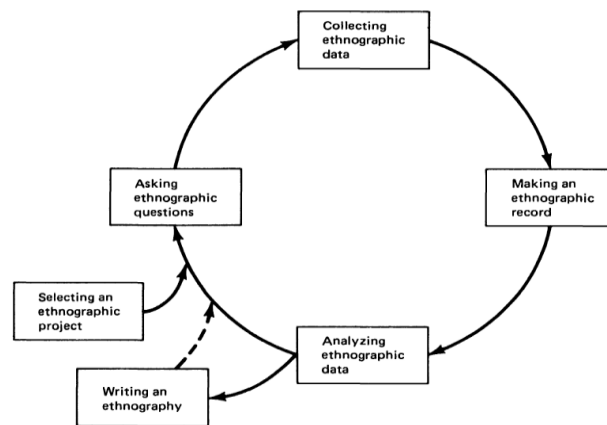 Collecting
ethnographic
data
Asking
ethnographic
questions
Making an
ethnographic
record
Selecting an
ethnographic
project
Analyzing
ethnographic
data
Writing an
ethnography